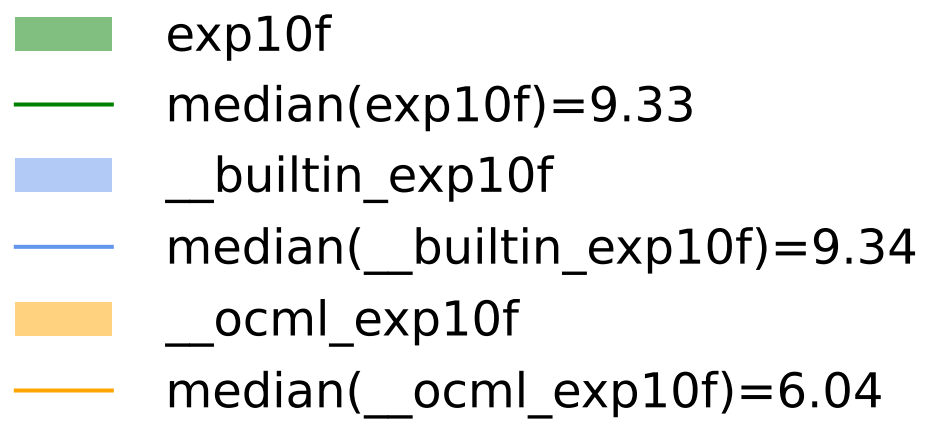 exp10f
median(exp10f)=9.33
__builtin_exp10f
median(__builtin_exp10f)=9.34
__ocml_exp10f
median(__ocml_exp10f)=6.04